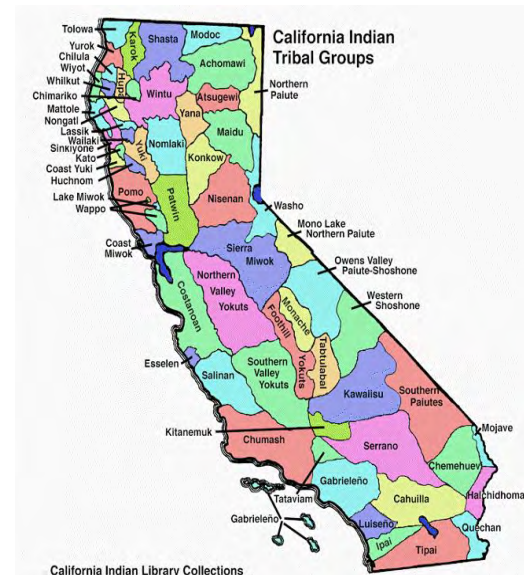 California Indian
Tribal Groups
Tolowa
Yurok
Chilula
Wiyot
Whilkut
Chimariko
Mattole
Nongatl
Lassik
Wailaki
Sinkiyone
Kato
Coast Yuki
Huchnom
Karok
Shasta
Modoc
Achomawi
Northern
Paiute
Hupa
Wintu
Atsugewi
Yana
Maidu
Nomlaki
Yuki
Konkow
Pomo
Lake Miwok
Wappo
Patwin
Nisenan
Washo
Mono Lake
Northern Paiute
Coast
Miwok
Sierra
Miwok
Owens Valley
Paiute-Shoshone
Western
Shoshone
Northern
Valley
Yokuts
Costanoan
Monache
Foothill
Yokuts
Tabtulabal
Esselen
Salinan
Southern
Valley
Yokuts
Kawaiisu
Southern
Paiutes
Kitanemuk
Chumash
Serrano
Mojave
Chemehuev
Tataviam
Gabrieleño
Gabrieleño
Cahuilla
Halchidhoma
Luiseño
Quechan
Ipai
Tipai
California Indian Library Collections